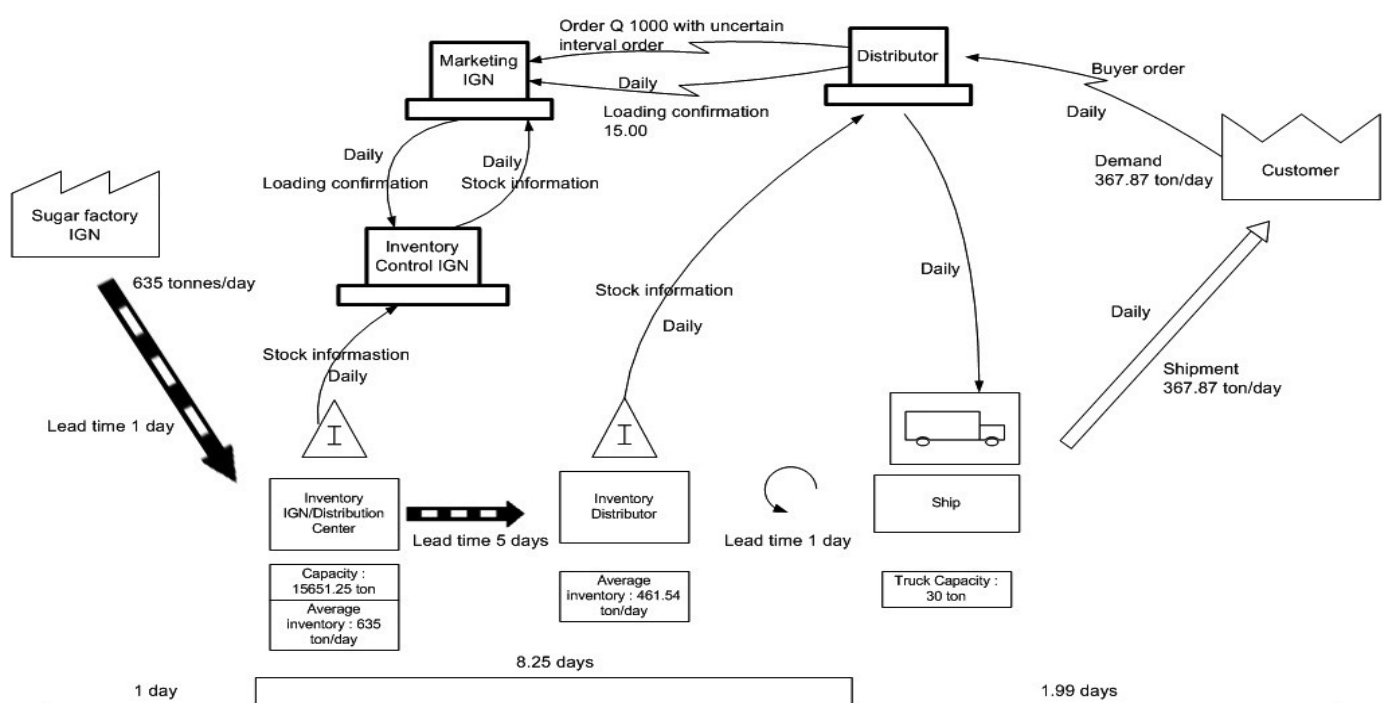 Order Q 1000 with uncertain
interval order
Marketing
IGN
Distributor
Daily
Loading confirmation
15.00
Buyer order
Daily
Demand
367.87 ton/day
Customer
Daily
Loading confirmation
Daily
Stock information
Sugar factory
IGN
Inventory
Control IGN
635 tonnes/day
Lead time 1 day
Stock informastion
Daily
Stock information
Daily
Daily
Daily
Shipment
367.87 ton/day
I
I
Inventory
IGN/Distribution
Center
Lead time 5 days
Inventory
Distributor
Lead time 1 day
Ship
Capacity :
15651.25 ton
Average
inventory : 635
ton/day
Average
inventory : 461.54
ton/day
Truck Capacity :
30 ton
1 day
8.25 days
1.99 days